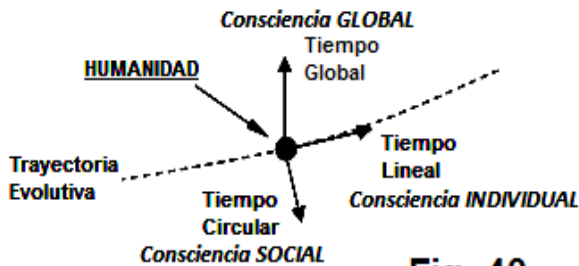 Consciencia GLOBAL
Tiempo
Global
HUMANIDAD
Tiempo
Lineal
Trayectoria
Evolutiva
Consciencia INDIVIDUAL
Tiempo
Circular
Consciencia SOCIAL